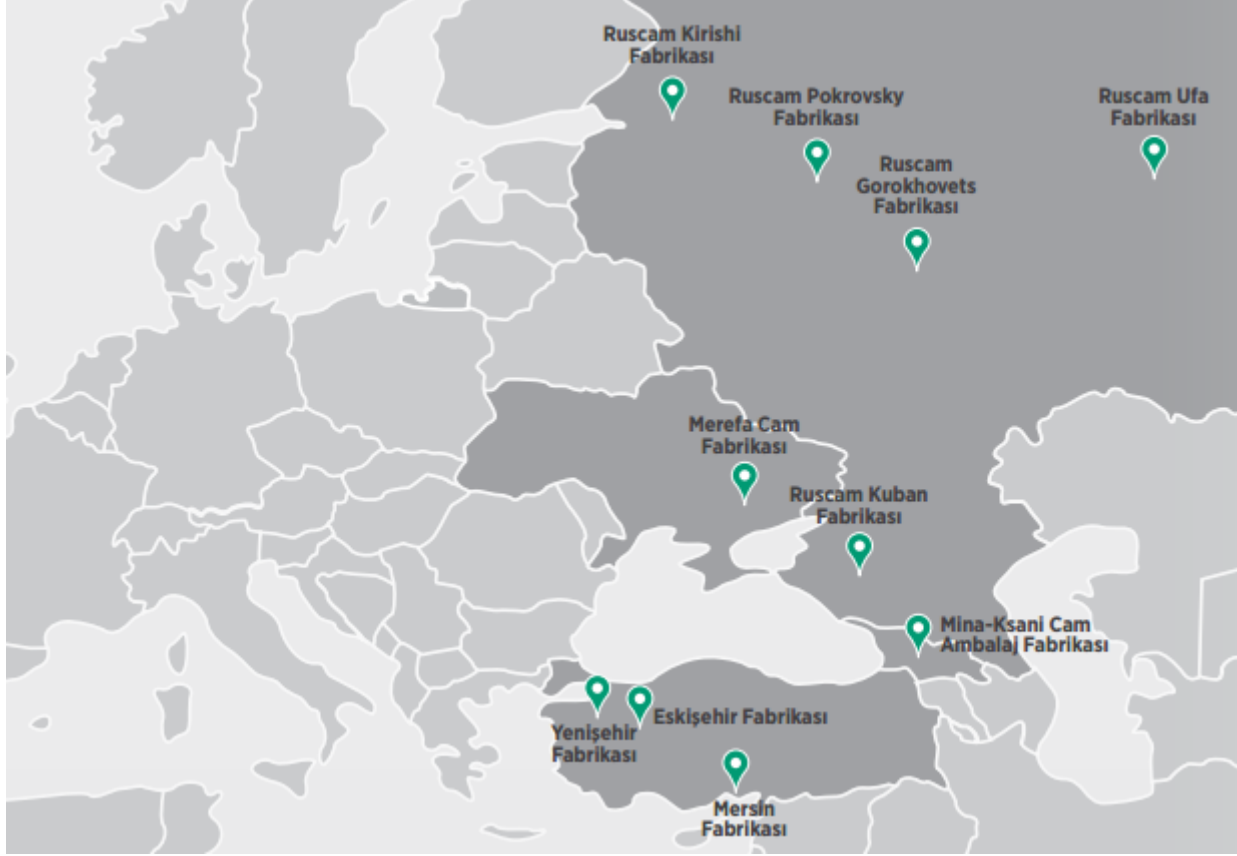 Ruscam Kirishi
Fabrikası
Ruscam Pokrovsky
Fabrikası
Ruscam Ufa
Fabrikası
Ruscam
Gorokhovets
Fabrikası
Merefa Cam
Fabrikası
Ruscam Kuban
Fabrikası
Mina-Ksani Cam
Ambalaj Fabrikası
Eskişehir Fabrikası
Yenişehir
Fabrikası
Mersin
Fabrikası